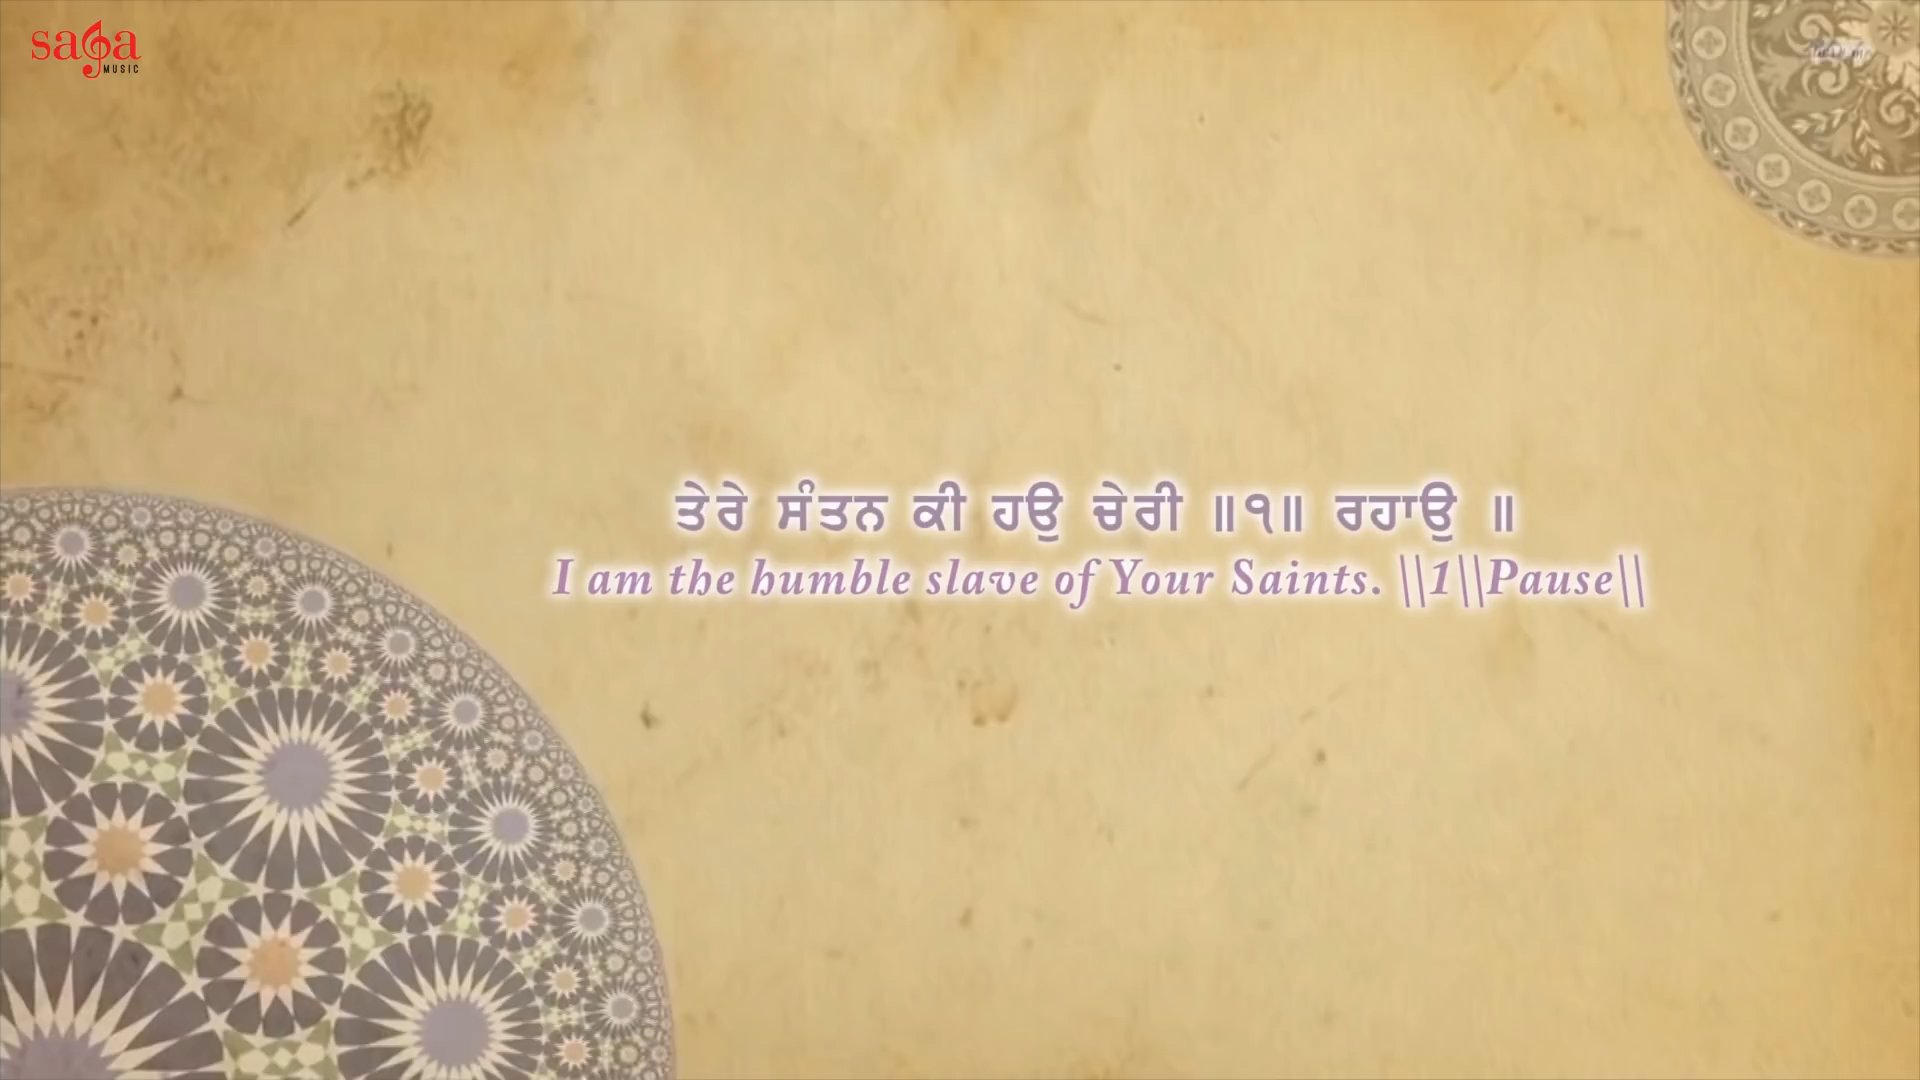 saga
MUSIC
ਤੇਰੇ ਸੰਤਨ ਕੀ ਹਉ ਚੇਰੀ ॥੧॥ ਰਹਾਉ ॥
I am the humble slave of Your Saints. ||1||Pause||